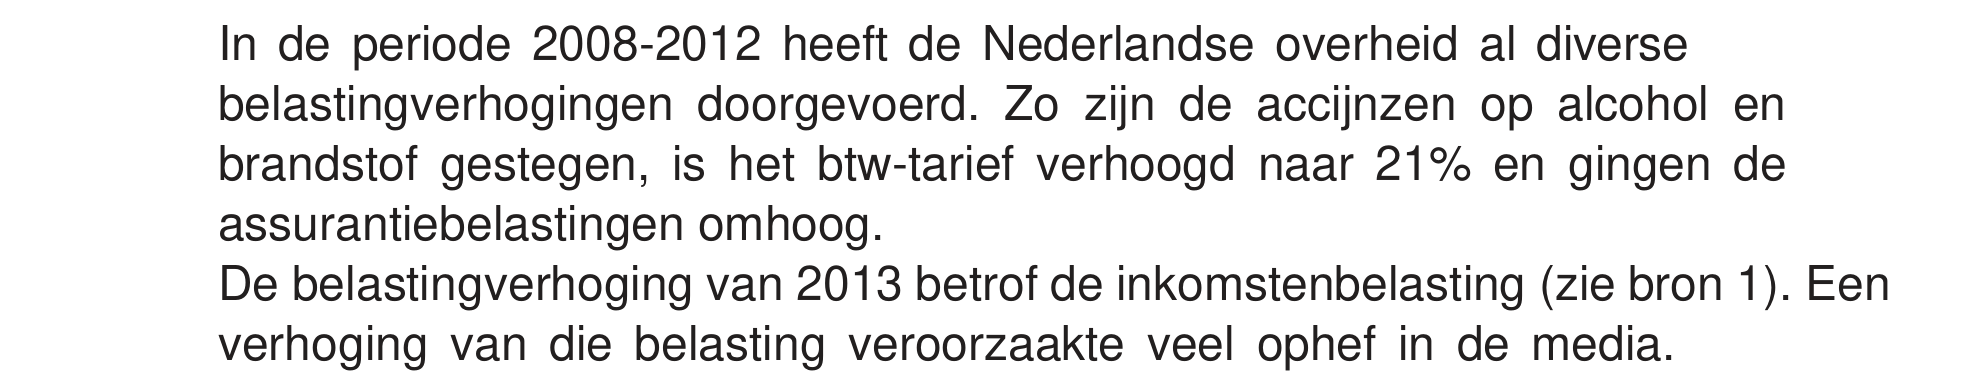 In de periode 2008-2012 heeft de Nederlandse overheid al diverse
belastingverhogingen doorgevoerd. Zo zijn de accijnzen op alcohol en
brandstof gestegen, is het btw-tarief verhoogd naar 21% en gingen de
assurantiebelastingen omhoog.
De belastingverhoging van 2013 betrof de inkomstenbelasting (zie bron 1). Een
verhoging van die belasting veroorzaakte veel ophef in de media.